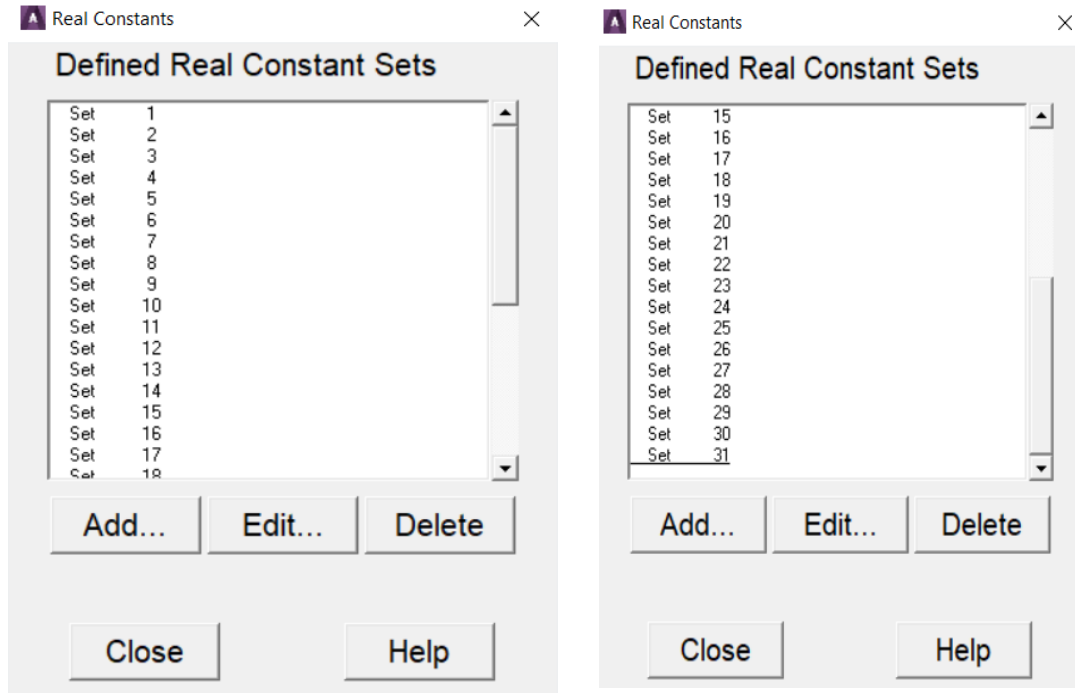 Real Constants
Defined Real Constant Sets
Set 1
Set 2
Set 3
Set 4
Set 5
Set 6
Set 7
Set 8
Set 9
Set 10
Set 11
Set 12
Set 13
Set 14
Set 15
Set 16
Set 17
Set 18
Add... Edit... Delete
Close Help
Real Constants
Defined Real Constant Sets
Set 15
Set 16
Set 17
Set 18
Set 19
Set 20
Set 21
Set 22
Set 23
Set 24
Set 25
Set 26
Set 27
Set 28
Set 29
Set 30
Set 31
Add... Edit... Delete
Close Help